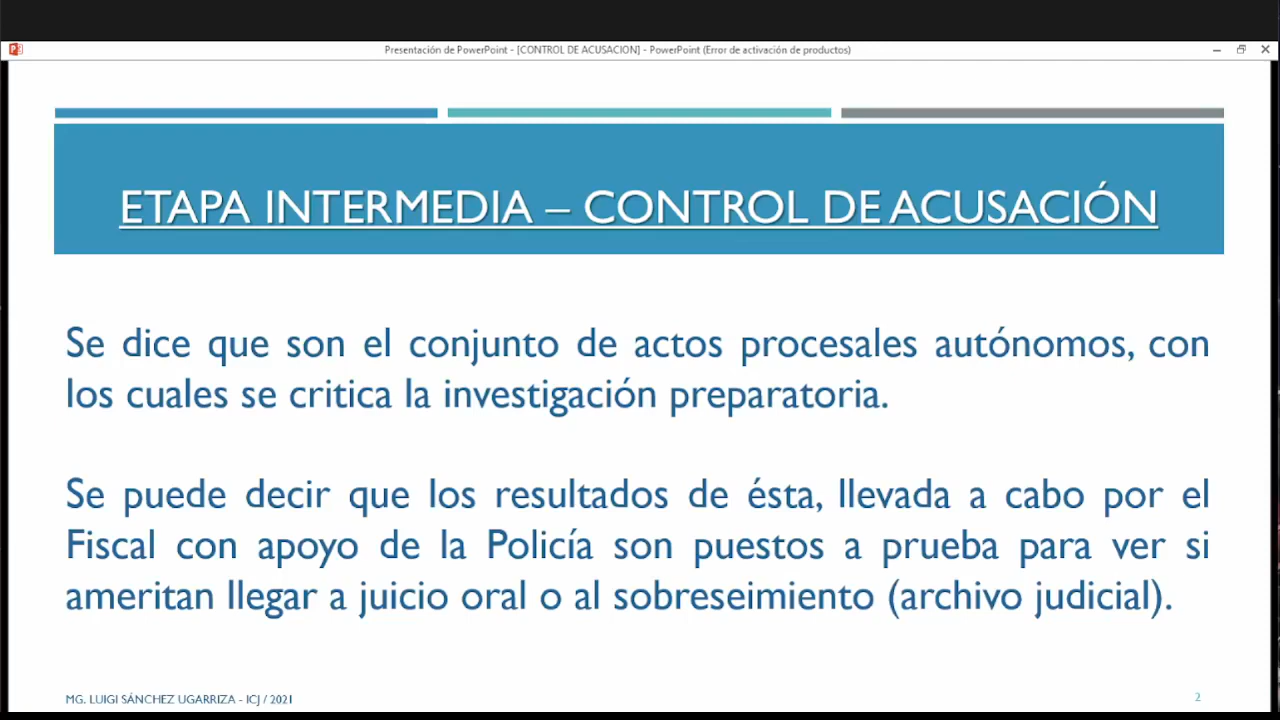 Presentación de PowerPoint - [CONTROL DE ACUSACION] - PowerPoint (Error de activación de productos)
ETAPA INTERMEDIA – CONTROL DE ACUSACIÓN
Se dice que son el conjunto de actos procesales autónomos, con
los cuales se critica la investigación preparatoria.
Se puede decir que los resultados de ésta, llevada a cabo por el
Fiscal con apoyo de la Policía son puestos a prueba para ver si
ameritan llegar a juicio oral o al sobreseimiento (archivo judicial).
MG. LUIGI SÁNCHEZ UGARRIZA - ICJ / 2021
2